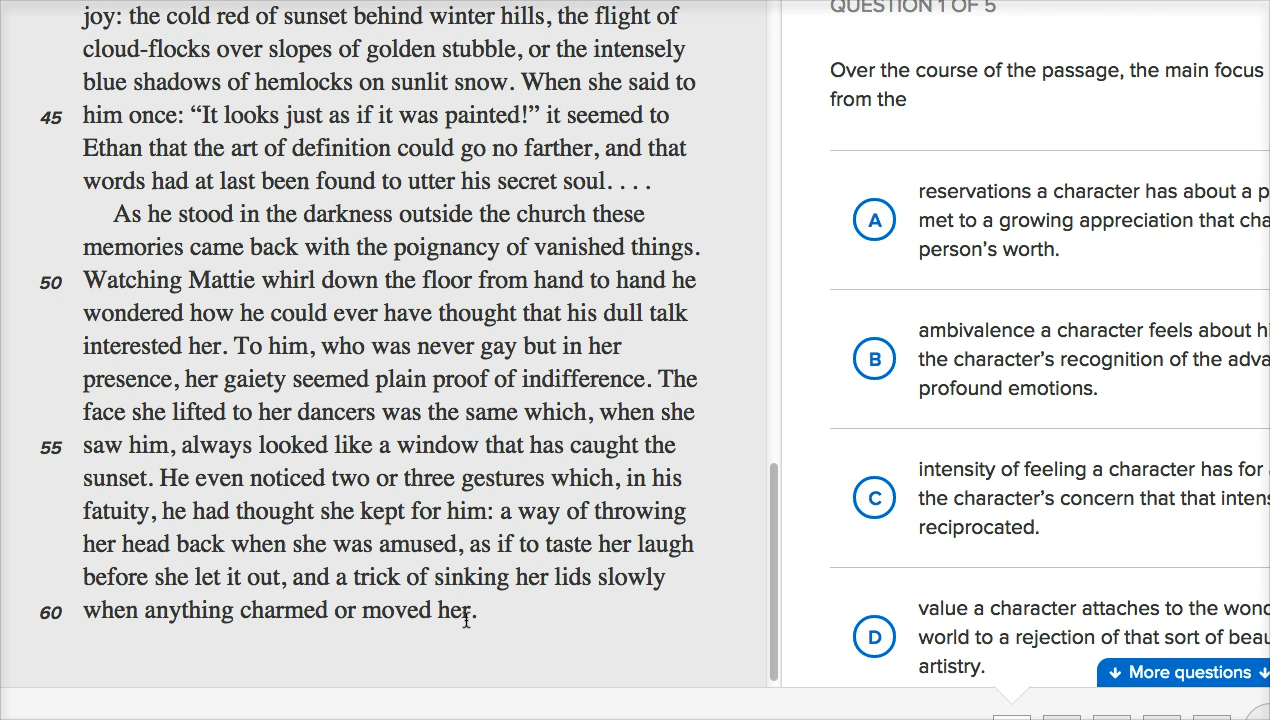 joy: the cold red of sunset behind winter hills, the flight of
cloud-flocks over slopes of golden stubble, or the intensely
blue shadows of hemlocks on sunlit snow. When she said to
45 him once: “It looks just as if it was painted!” it seemed to
Ethan that the art of definition could go no farther, and that
words had at last been found to utter his secret soul. . . .
As he stood in the darkness outside the church these
memories came back with the poignancy of vanished things.
50 Watching Mattie whirl down the floor from hand to hand he
wondered how he could ever have thought that his dull talk
interested her. To him, who was never gay but in her
presence, her gaiety seemed plain proof of indifference. The
face she lifted to her dancers was the same which, when she
55 saw him, always looked like a window that has caught the
sunset. He even noticed two or three gestures which, in his
fatuity, he had thought she kept for him: a way of throwing
her head back when she was amused, as if to taste her laugh
before she let it out, and a trick of sinking her lids slowly
60 when anything charmed or moved her.
QUESTION 1 OF 5
Over the course of the passage, the main focus
from the
A
reservations a character has about a
met to a growing appreciation that
person’s worth.
B
ambivalence a character feels about
the character’s recognition of the
profound emotions.
C
intensity of feeling a character has for
the character’s concern that that
reciprocated.
D
value a character attaches to the
world to a rejection of that sort of
artistry.
More questions